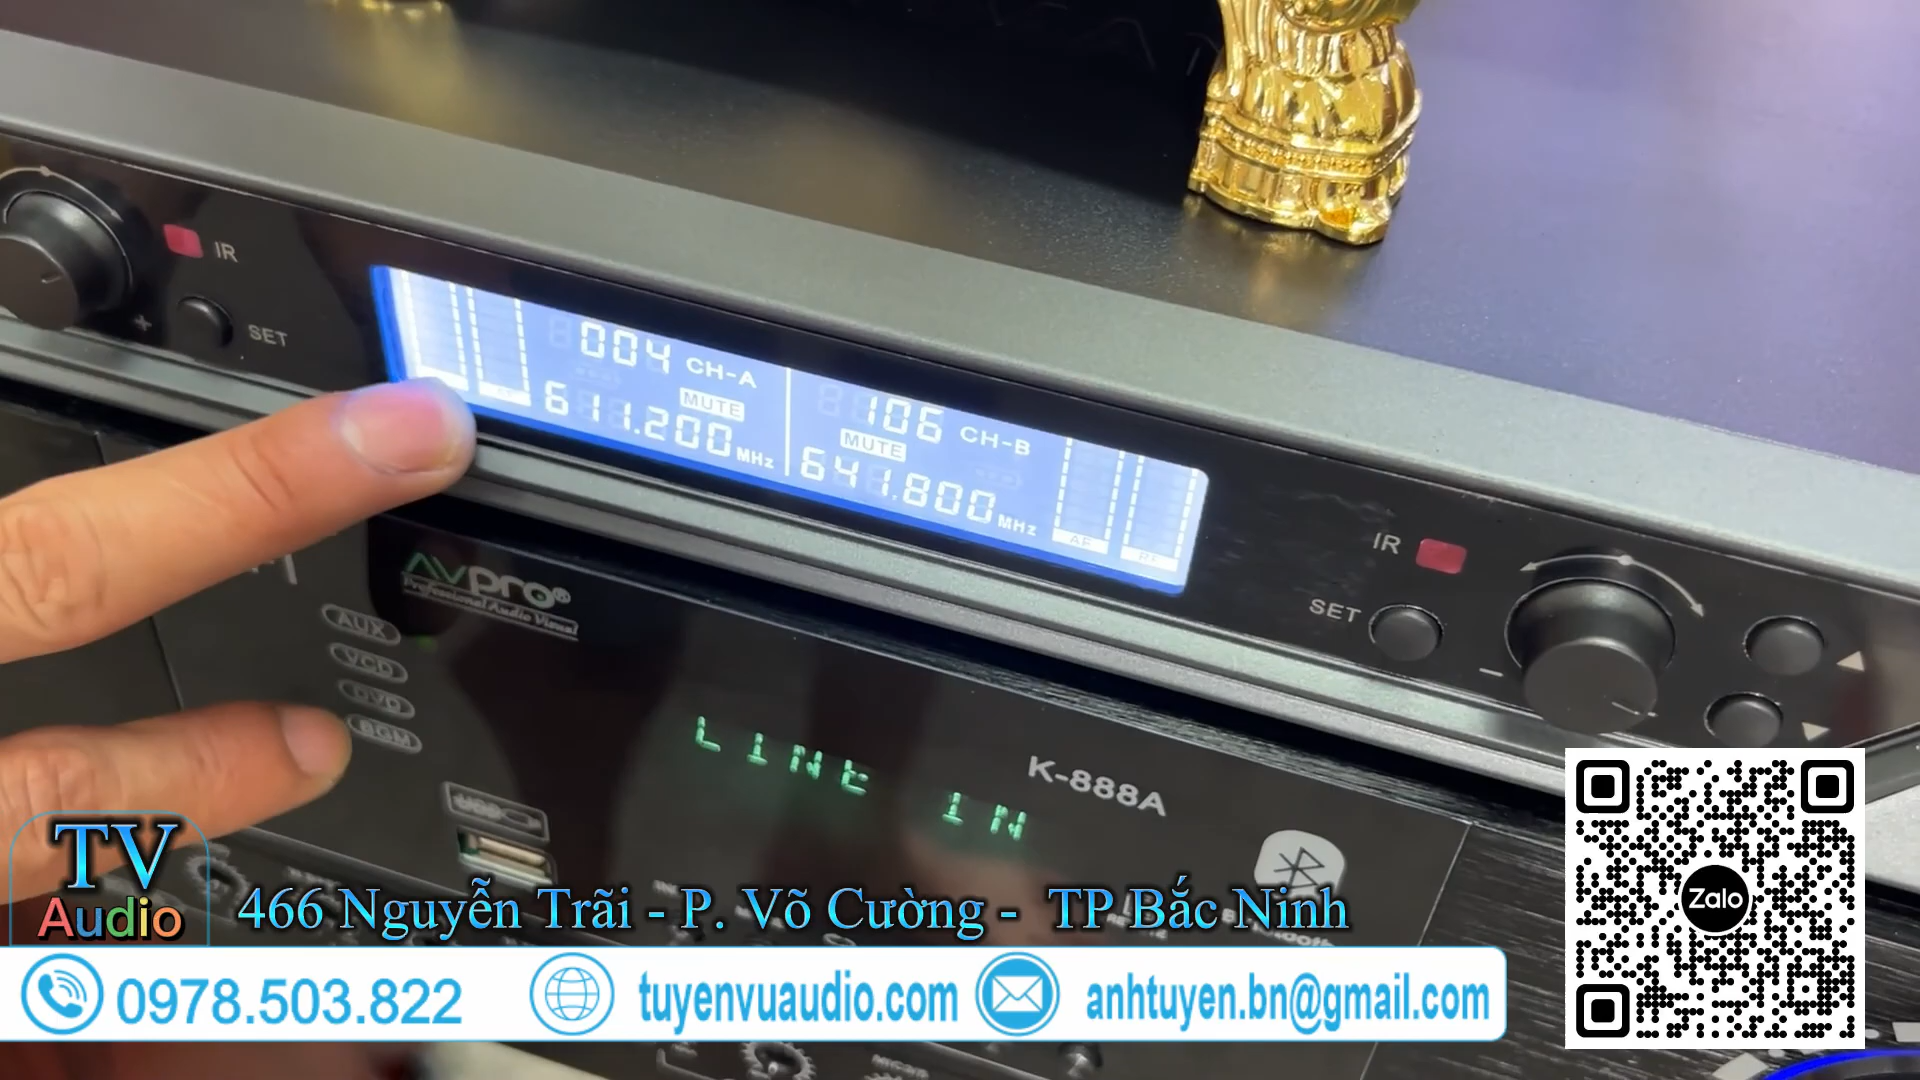 IR
SET
+
004 CH-A
MUTE
611.200 MHz
106 CH-B
MUTE
641.800 MHz
AF
RF
IR
SET
−
AVPro®
Professional Audio Visual
AUX
VCD
DVD
BGM
USB
LINE IN
K-888A
TV
Audio
466 Nguyễn Trãi - P. Võ Cường - TP Bắc Ninh
0978.503.822
tuyenvuaudio.com
anhtuyen.bn@gmail.com
Zalo